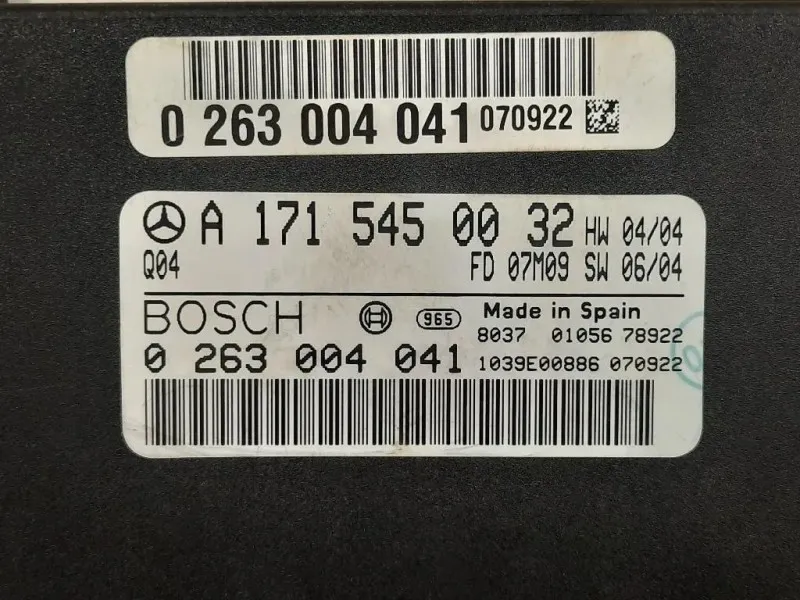 0 263 004 041 070922
A 171 545 00 32 HW 04/04
Q04 FD 07M09 SW 06/04
BOSCH 965 Made in Spain
8037 01056 78922
0 263 004 041 1039E00886 070922